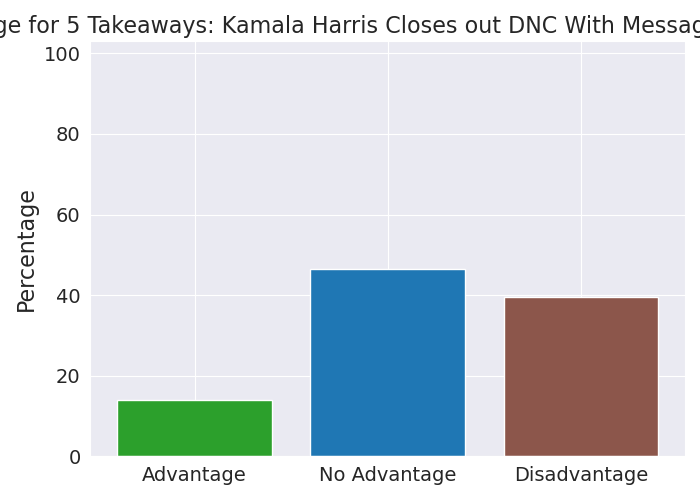 ge for 5 Takeaways: Kamala Harris Closes out DNC With Messag
100
80
60
40
20
0
Percentage
Advantage
No Advantage
Disadvantage